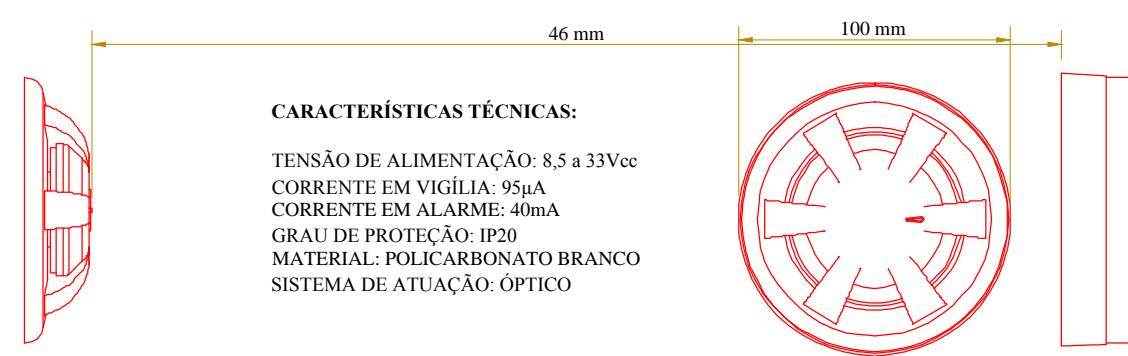 46 mm
100 mm
CARACTERÍSTICAS TÉCNICAS:
TENSÃO DE ALIMENTAÇÃO: 8,5 a 33Vcc
CORRENTE EM VIGÍLIA: 95µA
CORRENTE EM ALARME: 40mA
GRAU DE PROTEÇÃO: IP20
MATERIAL: POLICARBONATO BRANCO
SISTEMA DE ATUAÇÃO: ÓPTICO